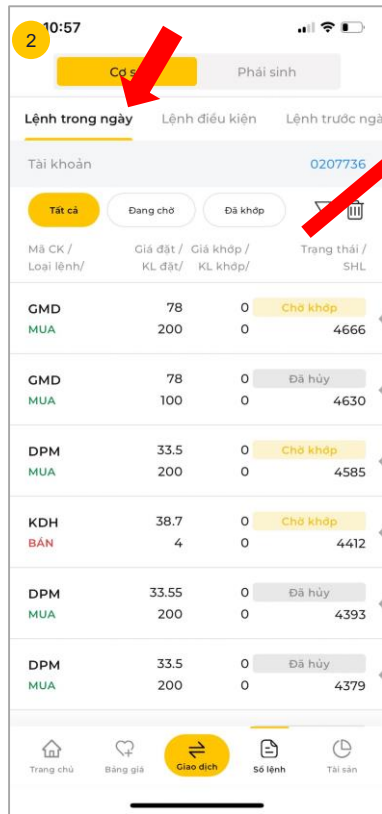 2
10:57
Cơ s
Phái sinh
Lệnh trong ngày Lệnh điều kiện Lệnh trước ngà
Tài khoản 0207736
Tất cả Đang chờ Đã khớp
Mã CK / Giá đặt / Giá khớp / Trạng thái /
Loại lệnh/ KL đặt/ KL khớp/ SHL
GMD 78 0 Chờ khớp
MUA 200 0 4666
GMD 78 0 Đã hủy
MUA 100 0 4630
DPM 33.5 0 Chờ khớp
MUA 200 0 4585
KDH 38.7 0 Chờ khớp
BÁN 4 0 4412
DPM 33.55 0 Đã hủy
MUA 200 0 4393
DPM 33.5 0 Đã hủy
MUA 200 0 4379
Trang chủ Bảng giá Giao dịch Sổ lệnh Tài sản